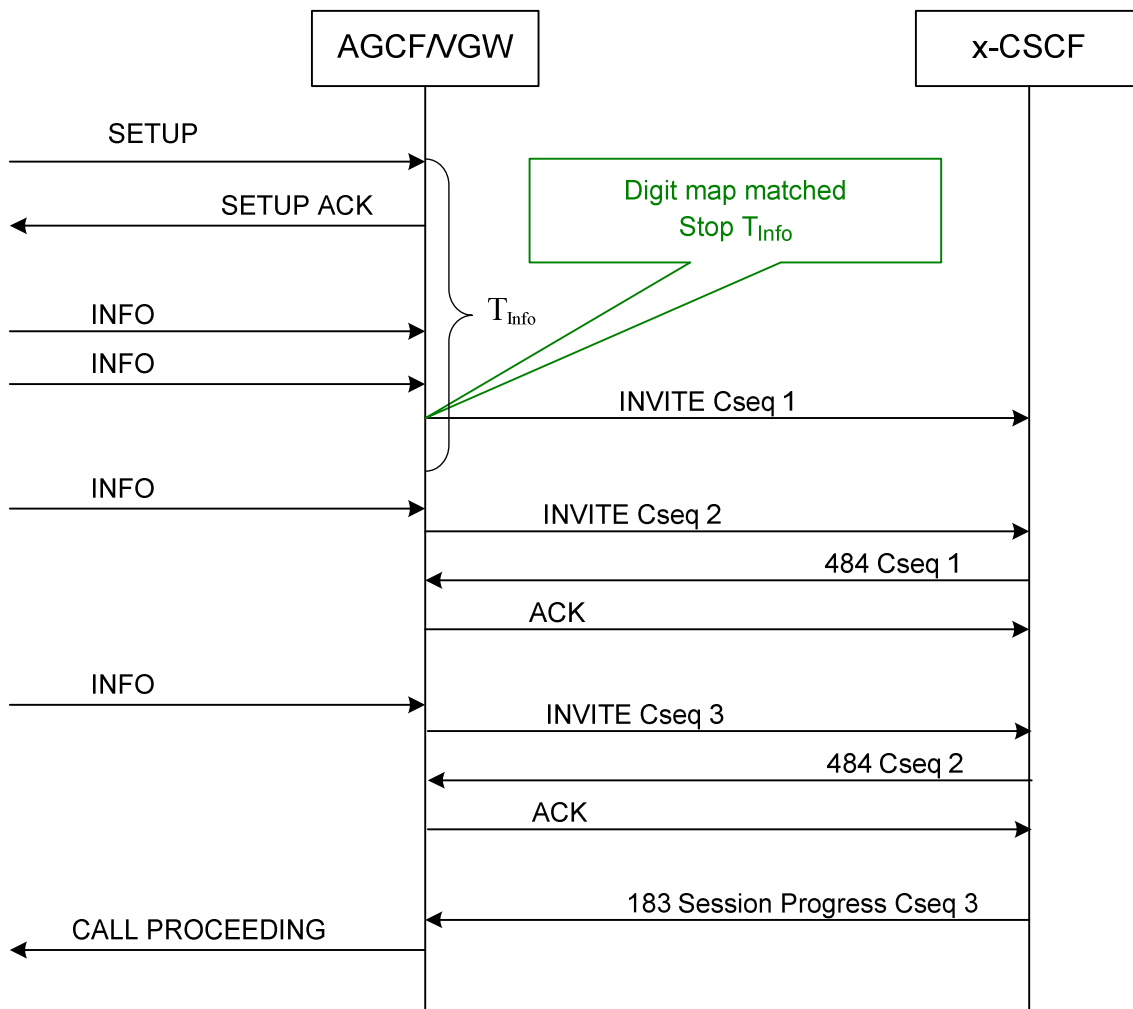 AGCF/VGW
x-CSCF
SETUP
SETUP ACK
Digit map matched
Stop TInfo
INFO
TInfo
INFO
INVITE Cseq 1
INFO
INVITE Cseq 2
484 Cseq 1
ACK
INFO
INVITE Cseq 3
484 Cseq 2
ACK
183 Session Progress Cseq 3
CALL PROCEEDING